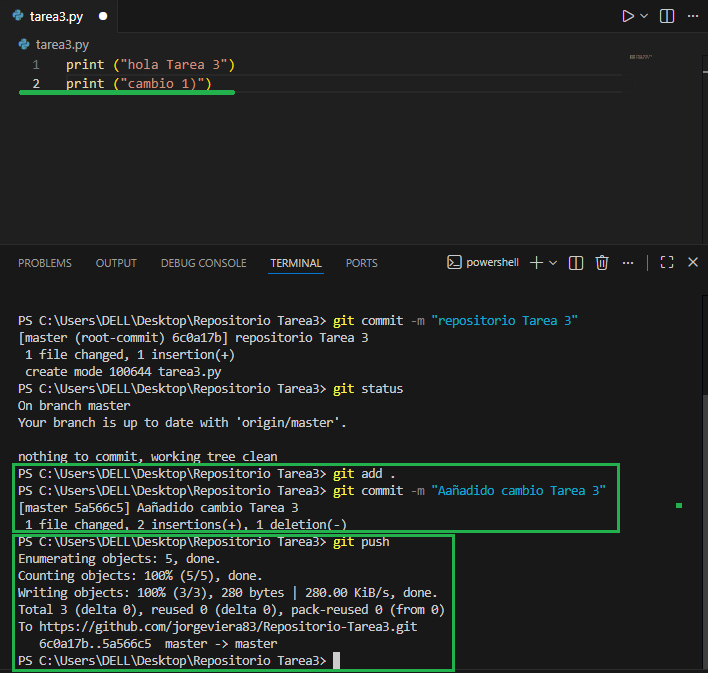 tarea3.py
tarea3.py
1 print ("hola Tarea 3")
2 print ("cambio 1)")
PROBLEMS OUTPUT DEBUG CONSOLE TERMINAL PORTS powershell
PS C:\Users\DELL\Desktop\Repositorio Tarea3> git commit -m "repositorio Tarea 3"
[master (root-commit) 6c0a17b] repositorio Tarea 3
1 file changed, 1 insertion(+)
create mode 100644 tarea3.py
PS C:\Users\DELL\Desktop\Repositorio Tarea3> git status
On branch master
Your branch is up to date with 'origin/master'.
nothing to commit, working tree clean
PS C:\Users\DELL\Desktop\Repositorio Tarea3> git add .
PS C:\Users\DELL\Desktop\Repositorio Tarea3> git commit -m "Aañadido cambio Tarea 3"
[master 5a566c5] Aañadido cambio Tarea 3
1 file changed, 2 insertions(+), 1 deletion(-)
PS C:\Users\DELL\Desktop\Repositorio Tarea3> git push
Enumerating objects: 5, done.
Counting objects: 100% (5/5), done.
Writing objects: 100% (3/3), 280 bytes | 280.00 KiB/s, done.
Total 3 (delta 0), reused 0 (delta 0), pack-reused 0 (from 0)
To https://github.com/jorgeviera83/Repositorio-Tarea3.git
6c0a17b..5a566c5 master -> master
PS C:\Users\DELL\Desktop\Repositorio Tarea3>